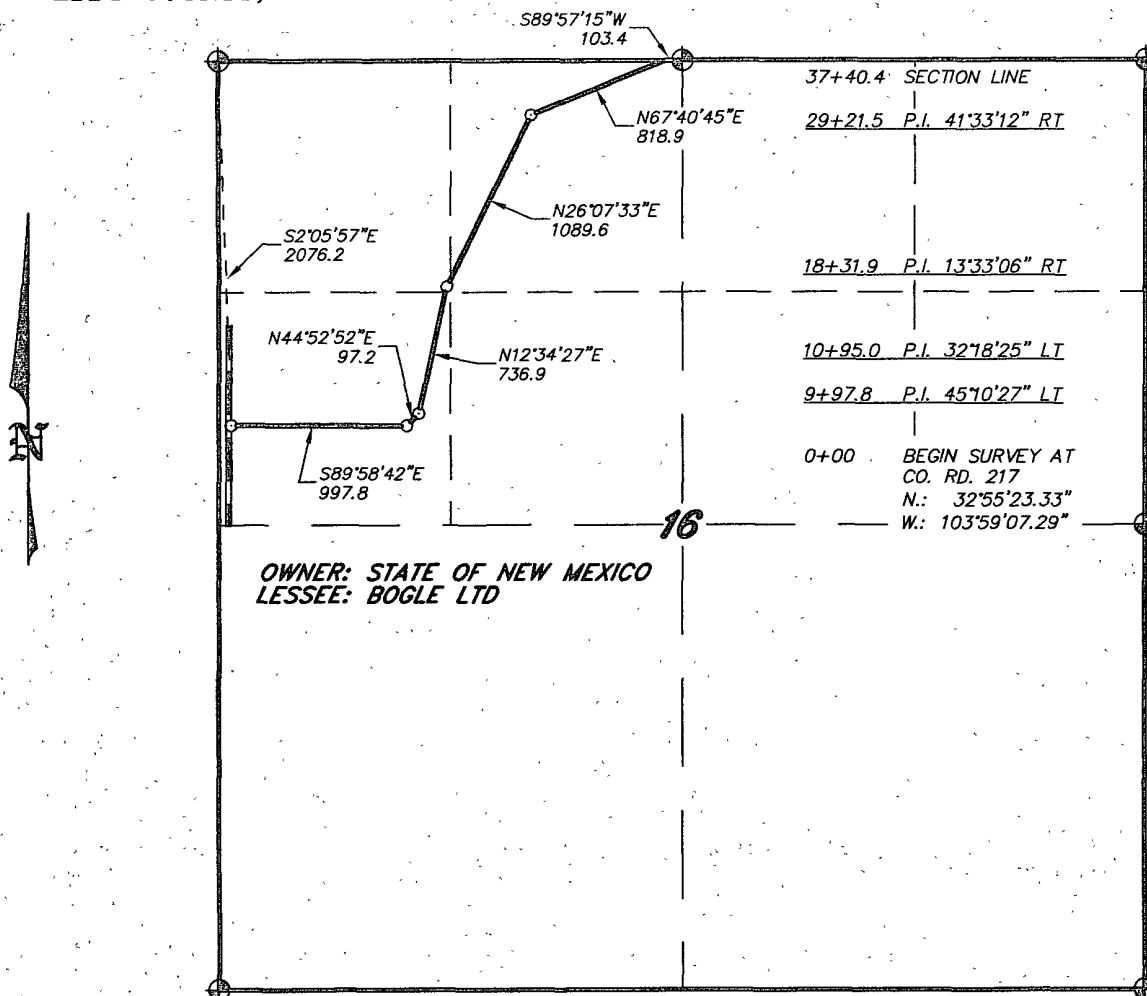 S89°57'15"W
103.4
37+40.4 SECTION LINE
29+21.5 P.I. 41°33'12" RT
N67°40'45"E
818.9
N26°07'33"E
1089.6
S2°05'57"E
2076.2
18+31.9 P.I. 13°33'06" RT
N44°52'52"E
97.2
N12°34'27"E
736.9
10+95.0 P.I. 32°18'25" LT
9+97.8 P.I. 45°10'27" LT
S89°58'42"E
997.8
0+00 BEGIN SURVEY AT
CO. RD. 217
N.: 32°55'23.33"
W.: 103°59'07.29"
16
OWNER: STATE OF NEW MEXICO
LESSEE: BOGLE LTD
N